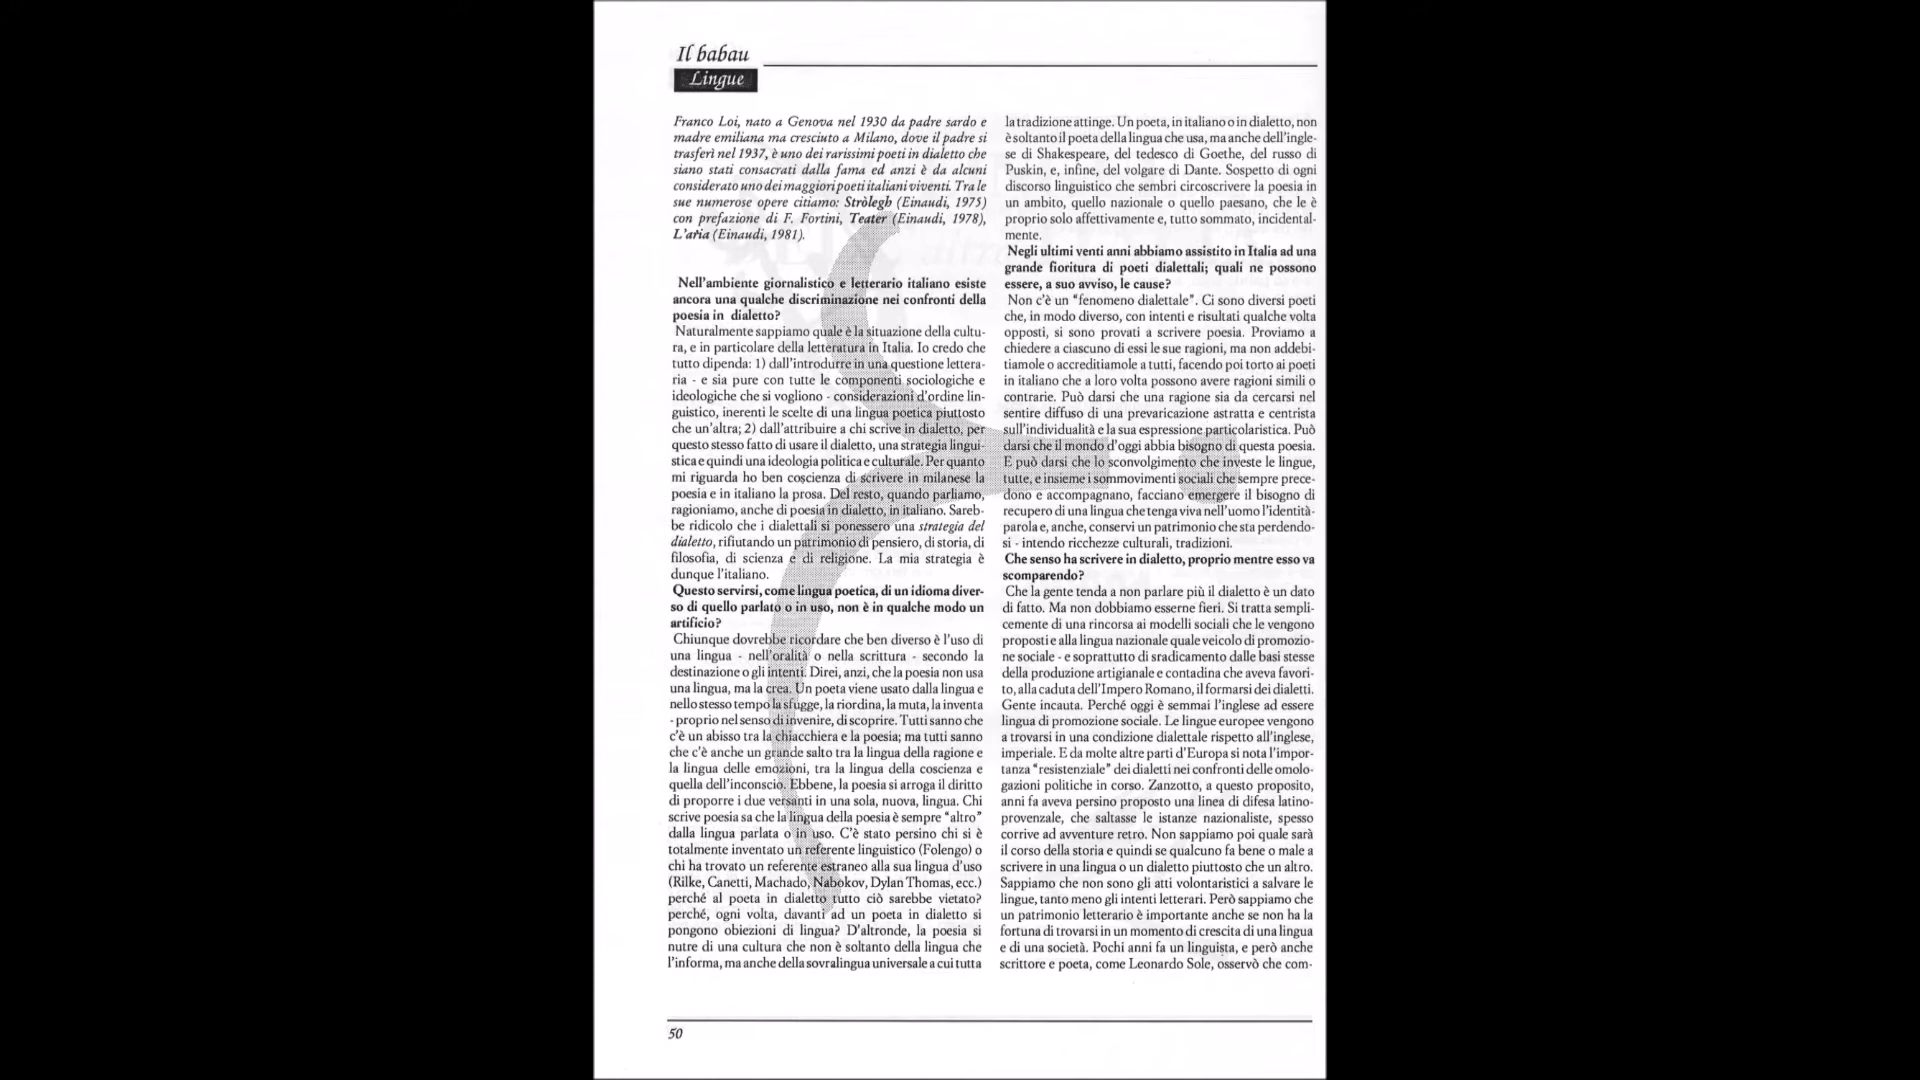 Il babau
Lingue
Franco Loi, nato a Genova nel 1930 da padre sardo e
madre emiliana ma cresciuto a Milano, dove il padre si
trasferì nel 1937, è uno dei rarissimi poeti in dialetto che
siano stati consacrati dalla fama ed anzi è da alcuni
considerato uno dei maggiori poeti italiani viventi. Tra le
sue numerose opere citiamo: Stròlegh (Einaudi, 1975)
con prefazione di F. Fortini, Teater (Einaudi, 1978),
L'aria (Einaudi, 1981).
Nell'ambiente giornalistico e letterario italiano esiste
ancora una qualche discriminazione nei confronti della
poesia in dialetto?
Naturalmente sappiamo quale è la situazione della cultu-
ra, e in particolare della letteratura in Italia. Io credo che
tutto dipenda: 1) dall'introdurre in una questione lettera-
ria - e sia pure con tutte le componenti sociologiche e
ideologiche che si vogliono - considerazioni d'ordine lin-
guistico, inerenti le scelte di una lingua poetica piuttosto
che un'altra; 2) dall'attribuire a chi scrive in dialetto, per
questo stesso fatto di usare il dialetto, una strategia lingui-
stica e quindi una ideologia politica e culturale. Per quanto
mi riguarda ho ben coscienza di scrivere in milanese la
poesia e in italiano la prosa. Del resto, quando parliamo,
ragioniamo, anche di poesia in dialetto, in italiano. Sareb-
be ridicolo che i dialettali si ponessero una strategia del
dialetto, rifiutando un patrimonio di pensiero, di storia, di
filosofia, di scienza e di religione. La mia strategia è
dunque l'italiano.
Questo servirsi, come lingua poetica, di un idioma diver-
so di quello parlato o in uso, non è in qualche modo un
artificio?
Chiunque dovrebbe ricordare che ben diverso è l'uso di
una lingua - nell'oralità o nella scrittura - secondo la
destinazione o gli intenti. Direi, anzi, che la poesia non usa
una lingua, ma la crea. Un poeta viene usato dalla lingua e
nello stesso tempo la sfugge, la riordina, la muta, la inventa
- proprio nel senso di invenire, di scoprire. Tutti sanno che
c'è un abisso tra la chiacchiera e la poesia; ma tutti sanno
che c'è anche un grande salto tra la lingua della ragione e
la lingua delle emozioni, tra la lingua della coscienza e
quella dell'inconscio. Ebbene, la poesia si arroga il diritto
di proporre i due versanti in una sola, nuova, lingua. Chi
scrive poesia sa che la lingua della poesia è sempre "altro"
dalla lingua parlata o in uso. C'è stato persino chi si è
totalmente inventato un referente linguistico (Folengo) o
chi ha trovato un referente estraneo alla sua lingua d'uso
(Rilke, Canetti, Machado, Nabokov, Dylan Thomas, ecc.)
perché al poeta in dialetto tutto ciò sarebbe vietato?
perché, ogni volta, davanti ad un poeta in dialetto si
pongono obiezioni di lingua? D'altronde, la poesia si
nutre di una cultura che non è soltanto della lingua che
l'informa, ma anche della sovralingua universale a cui tutta
la tradizione attinge. Un poeta, in italiano o in dialetto, non
è soltanto il poeta della lingua che usa, ma anche dell'ingle-
se di Shakespeare, del tedesco di Goethe, del russo di
Puskin, e, infine, del volgare di Dante. Sospetto di ogni
discorso linguistico che sembri circoscrivere la poesia in
un ambito, quello nazionale o quello paesano, che le è
proprio solo affettivamente e, tutto sommato, incidental-
mente.
Negli ultimi venti anni abbiamo assistito in Italia ad una
grande fioritura di poeti dialettali; quali ne possono
essere, a suo avviso, le cause?
Non c'è un "fenomeno dialettale". Ci sono diversi poeti
che, in modo diverso, con intenti e risultati qualche volta
opposti, si sono provati a scrivere poesia. Proviamo a
chiedere a ciascuno di essi le sue ragioni, ma non addebi-
tiamole o accreditiamole a tutti, facendo poi torto ai poeti
in italiano che a loro volta possono avere ragioni simili o
contrarie. Può darsi che una ragione sia da cercarsi nel
sentire diffuso di una prevaricazione astratta e centrista
sull'individualità e la sua espressione particolaristica. Può
darsi che il mondo d'oggi abbia bisogno di questa poesia.
E può darsi che lo sconvolgimento che investe le lingue,
tutte, e insieme i sommovimenti sociali che sempre prece-
dono e accompagnano, facciano emergere il bisogno di
recupero di una lingua che tenga viva nell'uomo l'identità-
parola e, anche, conservi un patrimonio che sta perdendo-
si - intendo ricchezze culturali, tradizioni.
Che senso ha scrivere in dialetto, proprio mentre esso va
scomparendo?
Che la gente tenda a non parlare più il dialetto è un dato
di fatto. Ma non dobbiamo esserne fieri. Si tratta sempli-
cemente di una rincorsa ai modelli sociali che le vengono
proposti e alla lingua nazionale quale veicolo di promozio-
ne sociale - e soprattutto di sradicamento dalle basi stesse
della produzione artigianale e contadina che aveva favori-
to, alla caduta dell'Impero Romano, il formarsi dei dialetti.
Gente incauta. Perché oggi è semmai l'inglese ad essere
lingua di promozione sociale. Le lingue europee vengono
a trovarsi in una condizione dialettale rispetto all'inglese,
imperiale. E da molte altre parti d'Europa si nota l'impor-
tanza "resistenziale" dei dialetti nei confronti delle omolo-
gazioni politiche in corso. Zanzotto, a questo proposito,
anni fa aveva persino proposto una linea di difesa latino-
provenzale, che saltasse le istanze nazionaliste, spesso
corrive ad avventure retro. Non sappiamo poi quale sarà
il corso della storia e quindi se qualcuno fa bene o male a
scrivere in una lingua o un dialetto piuttosto che un altro.
Sappiamo che non sono gli atti volontaristici a salvare le
lingue, tanto meno gli intenti letterari. Però sappiamo che
un patrimonio letterario è importante anche se non ha la
fortuna di trovarsi in un momento di crescita di una lingua
e di una società. Pochi anni fa un linguista, e però anche
scrittore e poeta, come Leonardo Sole, osservò che com-
50